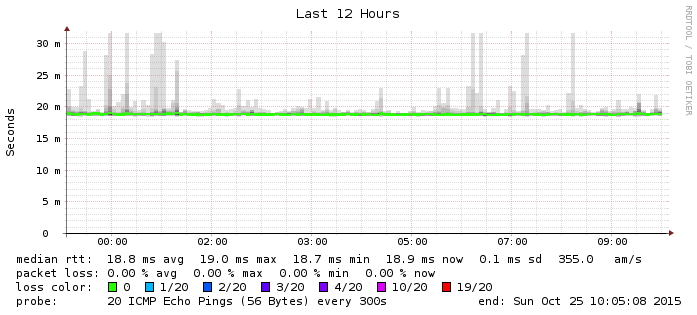 Last 12 Hours
RRDTOOL / TOBI OETIKER
Seconds
30 m
25 m
20 m
15 m
10 m
5 m
0
00:00 02:00 03:00 05:00 07:00 09:00
median rtt: 18.8 ms avg 19.0 ms max 18.7 ms min 18.9 ms now 0.1 ms sd 355.0 am/s
packet loss: 0.00 % avg 0.00 % max 0.00 % min 0.00 % now
loss color: 0 1/20 2/20 3/20 4/20 10/20 19/20
probe: 20 ICMP Echo Pings (56 Bytes) every 300s end: Sun Oct 25 10:05:08 2015